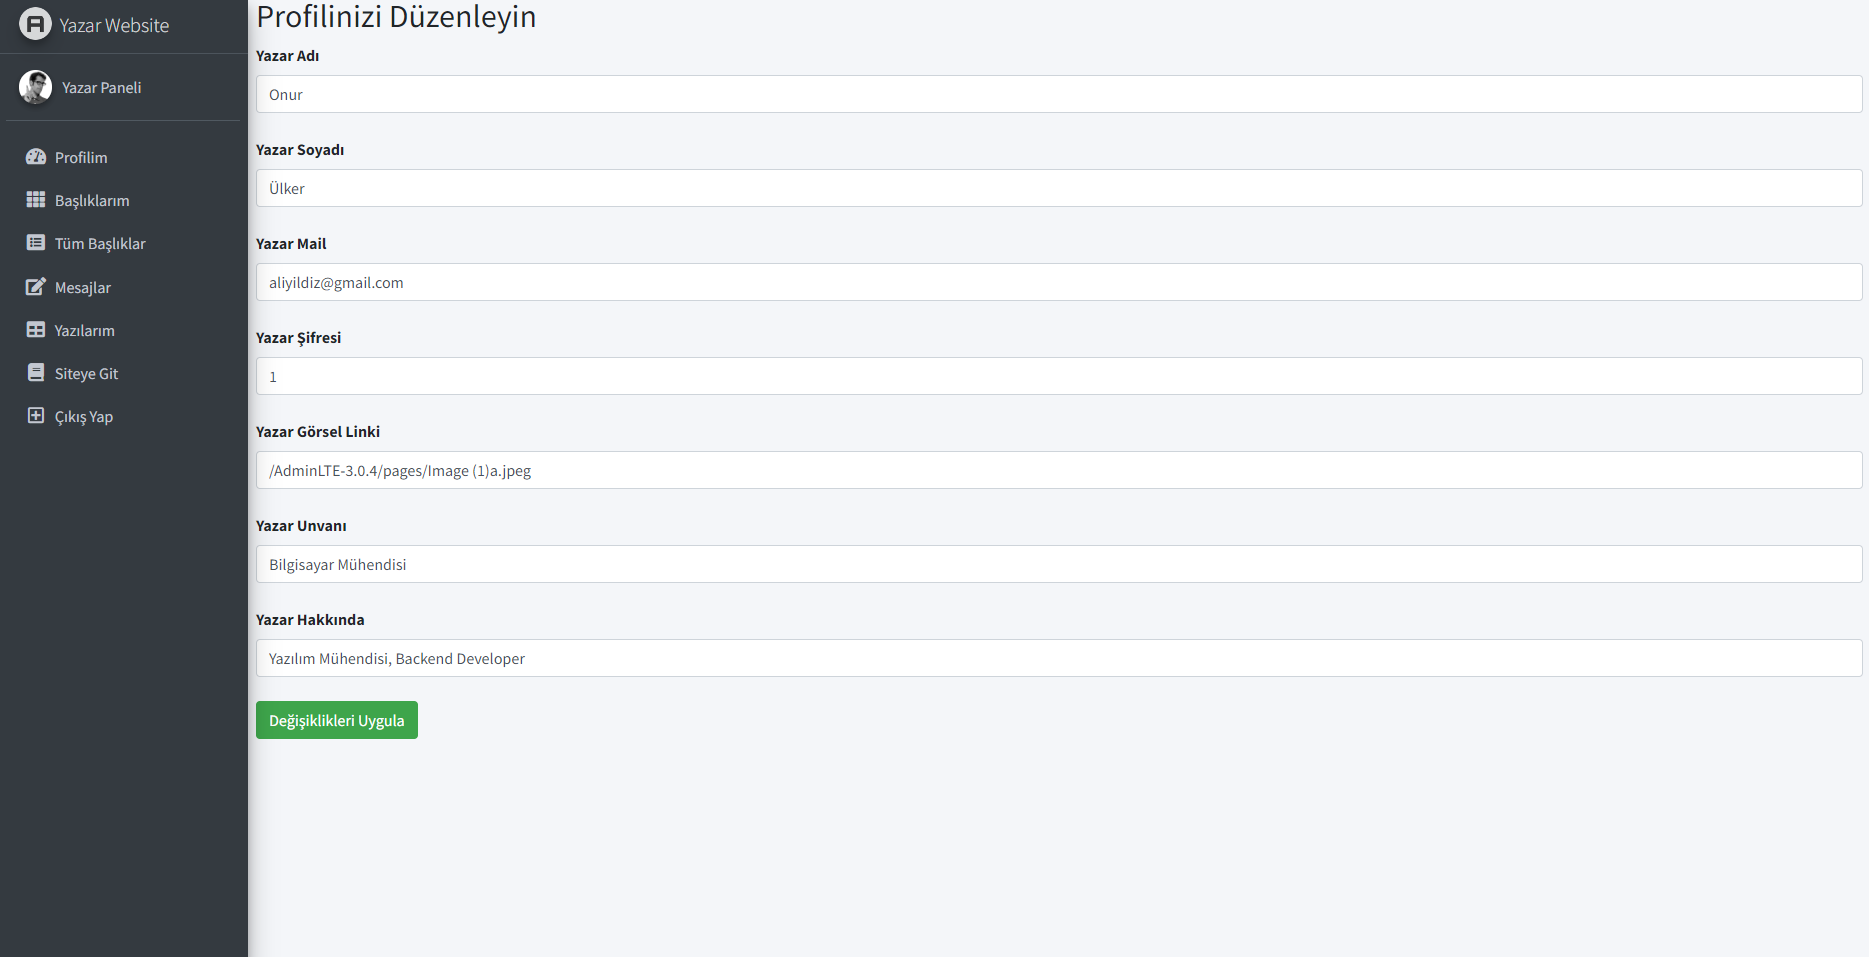 Yazar Website
Yazar Paneli
Profilim
Başlıklarım
Tüm Başlıklar
Mesajlar
Yazılarım
Siteye Git
Çıkış Yap
Profilinizi Düzenleyin
Yazar Adı
Onur
Yazar Soyadı
Ülker
Yazar Mail
aliyildiz@gmail.com
Yazar Şifresi
1
Yazar Görsel Linki
/AdminLTE-3.0.4/pages/Image (1)a.jpeg
Yazar Unvanı
Bilgisayar Mühendisi
Yazar Hakkında
Yazılım Mühendisi, Backend Developer
Değişiklikleri Uygula